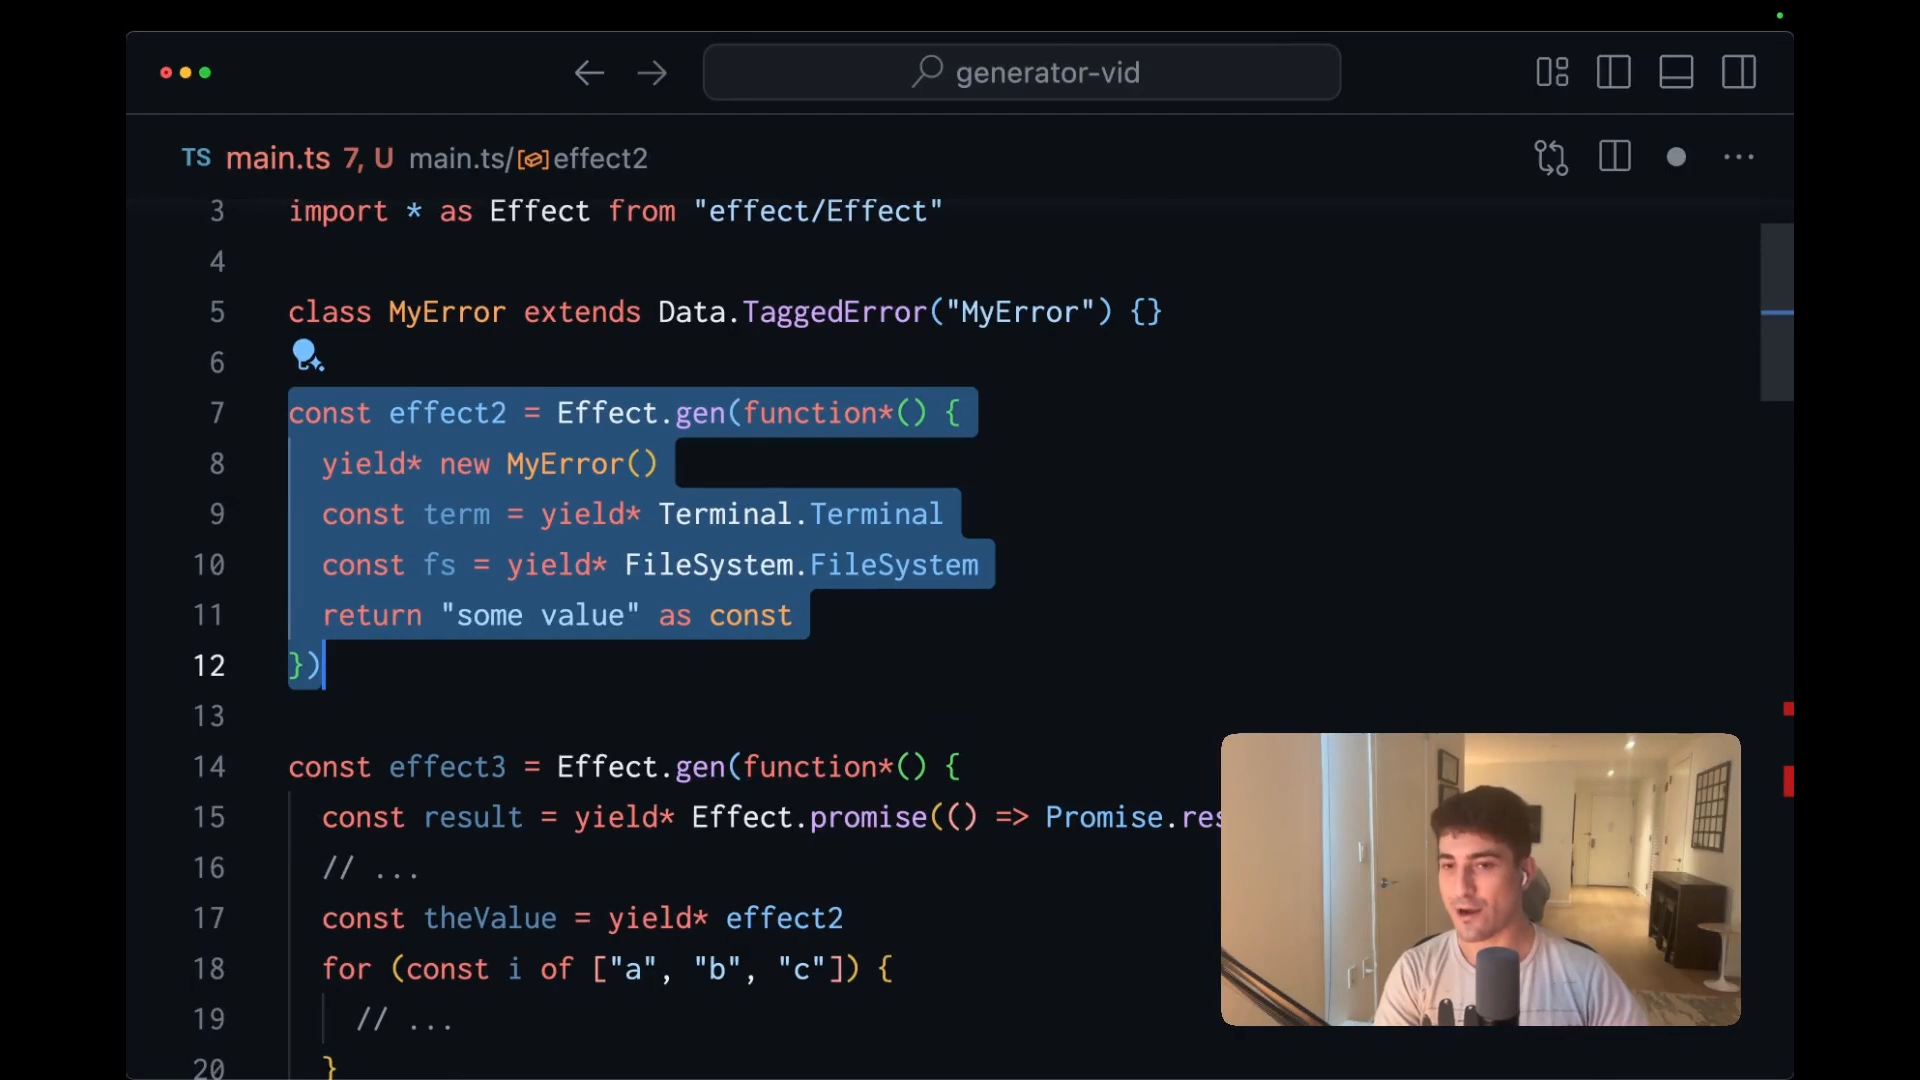 generator-vid
TS main.ts 7, U main.ts/effect2
3 import * as Effect from "effect/Effect"
4
5 class MyError extends Data.TaggedError("MyError") {}
6
7 const effect2 = Effect.gen(function*() {
8 yield* new MyError()
9 const term = yield* Terminal.Terminal
10 const fs = yield* FileSystem.FileSystem
11 return "some value" as const
12 })
13
14 const effect3 = Effect.gen(function*() {
15 const result = yield* Effect.promise(() => Promise.res
16 // ...
17 const theValue = yield* effect2
18 for (const i of ["a", "b", "c"]) {
19 // ...
20 }